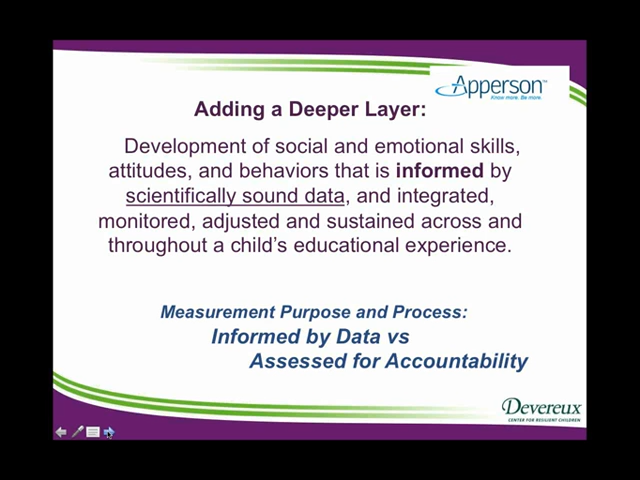 Apperson™
Know more. Be more.
Adding a Deeper Layer:
Development of social and emotional skills,
attitudes, and behaviors that is informed by
scientifically sound data, and integrated,
monitored, adjusted and sustained across and
throughout a child's educational experience.
Measurement Purpose and Process:
Informed by Data vs
Assessed for Accountability
Devereux
CENTER FOR RESILIENT CHILDREN